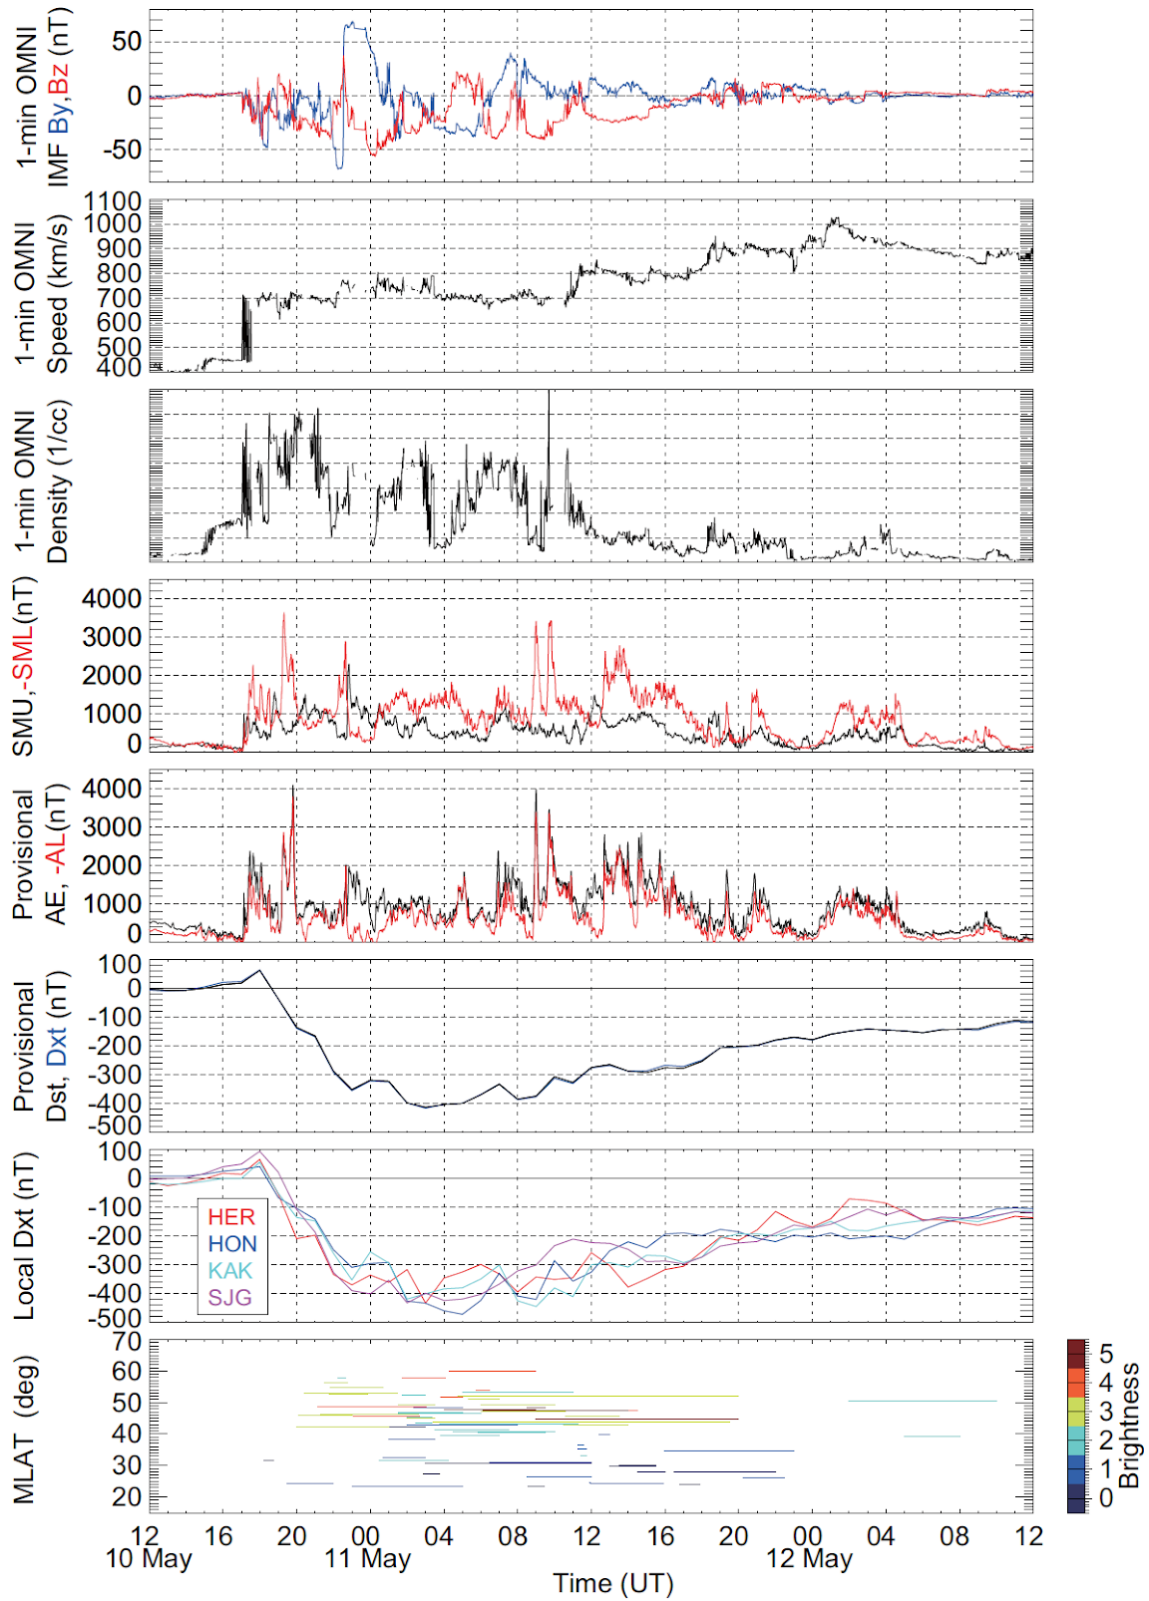 1-min OMNI
IMF By,Bz (nT)
50
0
-50
1-min OMNI
Speed (km/s)
1100
1000
900
800
700
600
500
400
1-min OMNI
Density (1/cc)
SMU,-SML(nT)
4000
3000
2000
1000
0
Provisional
AE, -AL(nT)
4000
3000
2000
1000
0
Provisional
Dst, Dxt (nT)
100
0
-100
-200
-300
-400
-500
Local Dxt (nT)
100
0
-100
-200
-300
-400
-500
HER
HON
KAK
SJG
MLAT (deg)
70
60
50
40
30
20
5
4
3
2
1
0
Brightness
12 16 20 00 04 08 12 16 20 00 04 08 12
10 May 11 May 12 May
Time (UT)